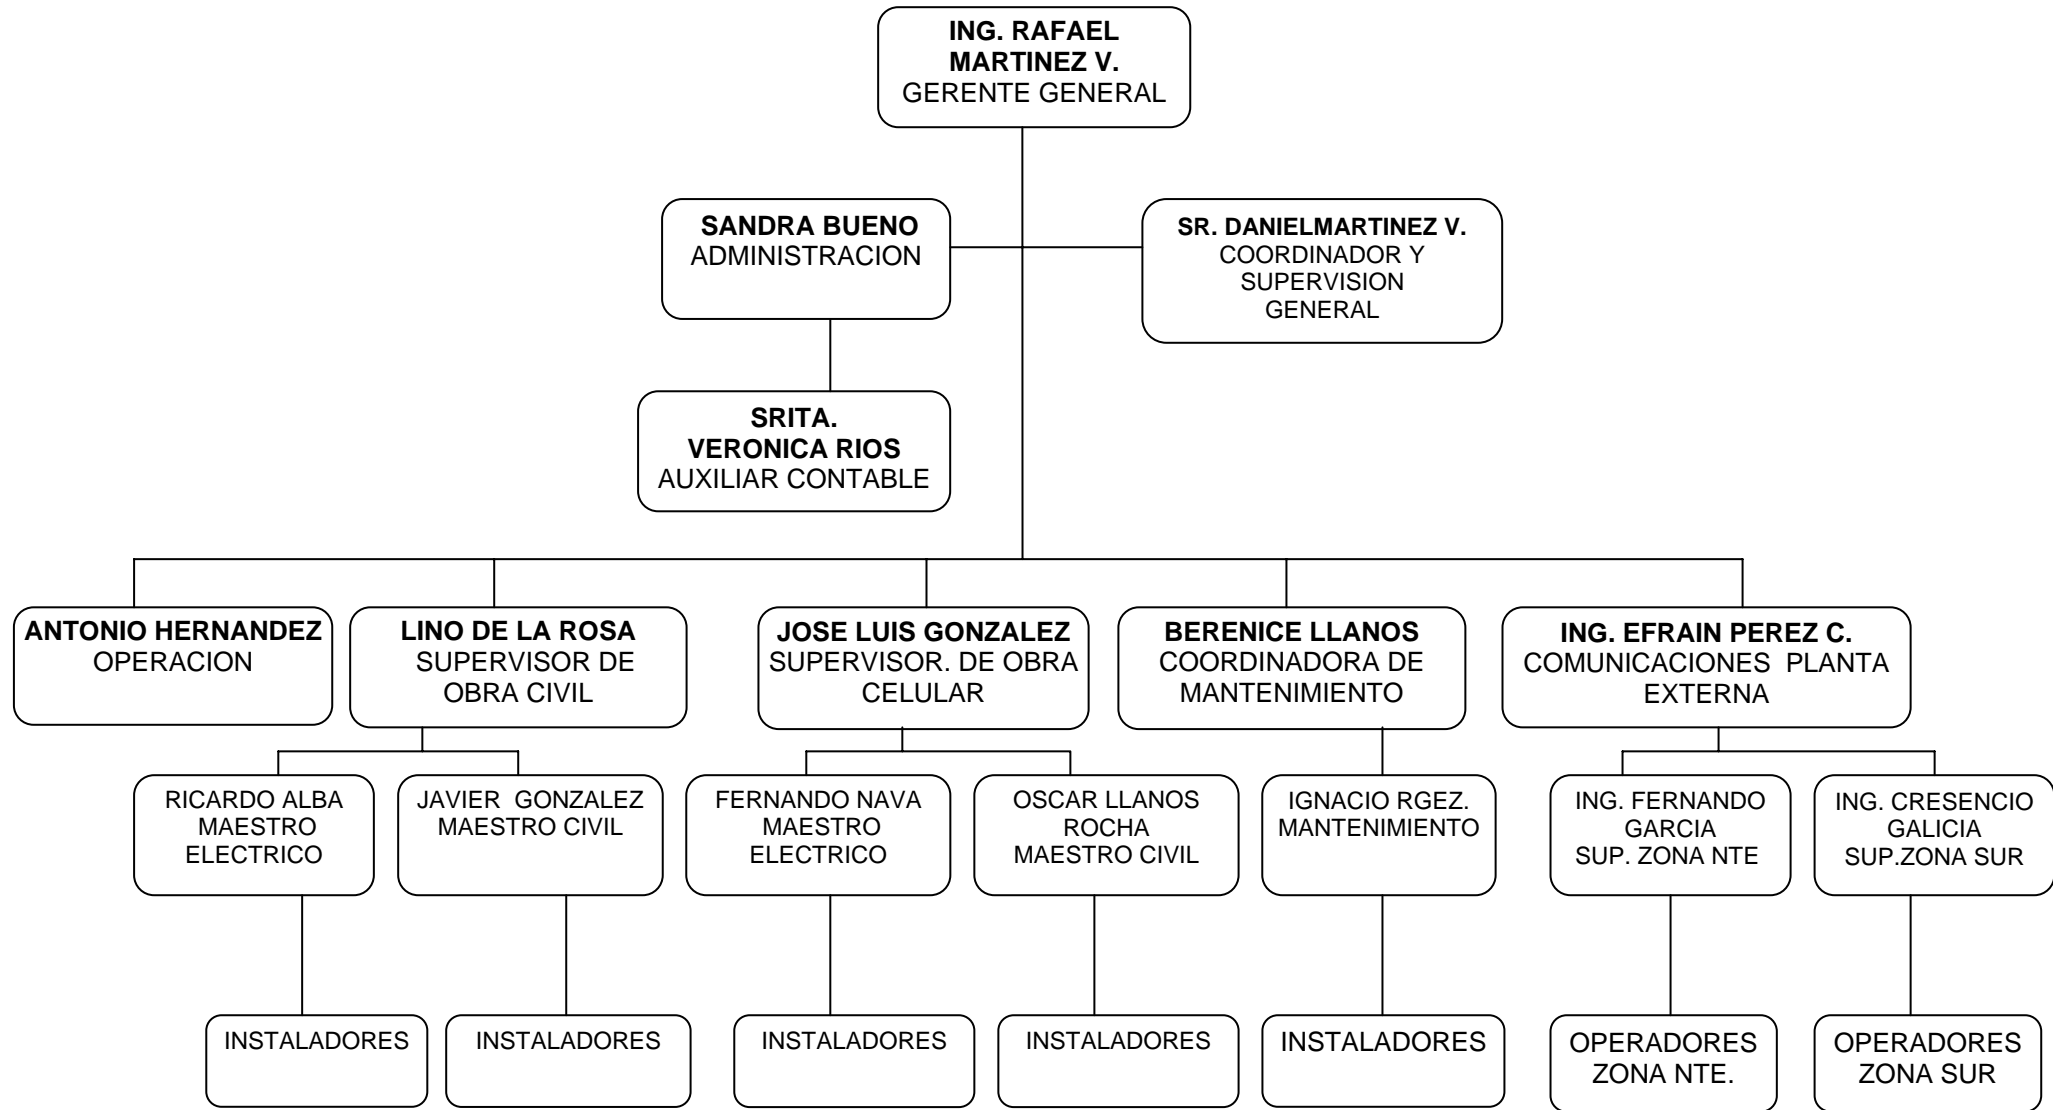 ING. RAFAEL
MARTINEZ V.
GERENTE GENERAL
SANDRA BUENO
ADMINISTRACION
SR. DANIELMARTINEZ V.
COORDINADOR Y
SUPERVISION
GENERAL
SRITA.
VERONICA RIOS
AUXILIAR CONTABLE
ANTONIO HERNANDEZ
OPERACION
LINO DE LA ROSA
SUPERVISOR DE
OBRA CIVIL
JOSE LUIS GONZALEZ
SUPERVISOR. DE OBRA
CELULAR
BERENICE LLANOS
COORDINADORA DE
MANTENIMIENTO
ING. EFRAIN PEREZ C.
COMUNICACIONES  PLANTA
EXTERNA
RICARDO ALBA
MAESTRO
ELECTRICO
JAVIER  GONZALEZ
MAESTRO CIVIL
FERNANDO NAVA
MAESTRO
ELECTRICO
OSCAR LLANOS
ROCHA
MAESTRO CIVIL
IGNACIO RGEZ.
MANTENIMIENTO
ING. FERNANDO
GARCIA
SUP. ZONA NTE
ING. CRESENCIO
GALICIA
SUP.ZONA SUR
INSTALADORES
INSTALADORES
INSTALADORES
INSTALADORES
INSTALADORES
OPERADORES
ZONA NTE.
OPERADORES
ZONA SUR